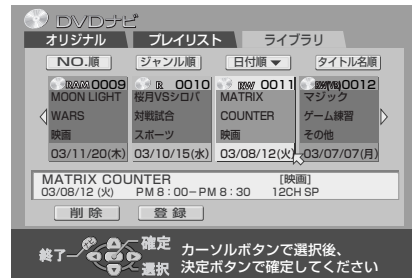 DVDナビ
オリジナル プレイリスト ライブラリ
NO.順 ジャンル順 日付順▼ タイトル名順
RAM 0009 R 0010 RW 0011 0012
MOON LIGHT 桜月VSシロバ MATRIX マジック
WARS 対戦試合 COUNTER ゲーム練習
映画 スポーツ 映画 その他
03/11/20(木) 03/10/15(水) 03/08/12(火) 03/07/07(月)
MATRIX COUNTER [映画]
03/08/12 (火) PM 8:00-PM 8:30 12CH SP
削除 登録
終了 確定 カーソルボタンで選択後、
選択 決定ボタンで確定してください